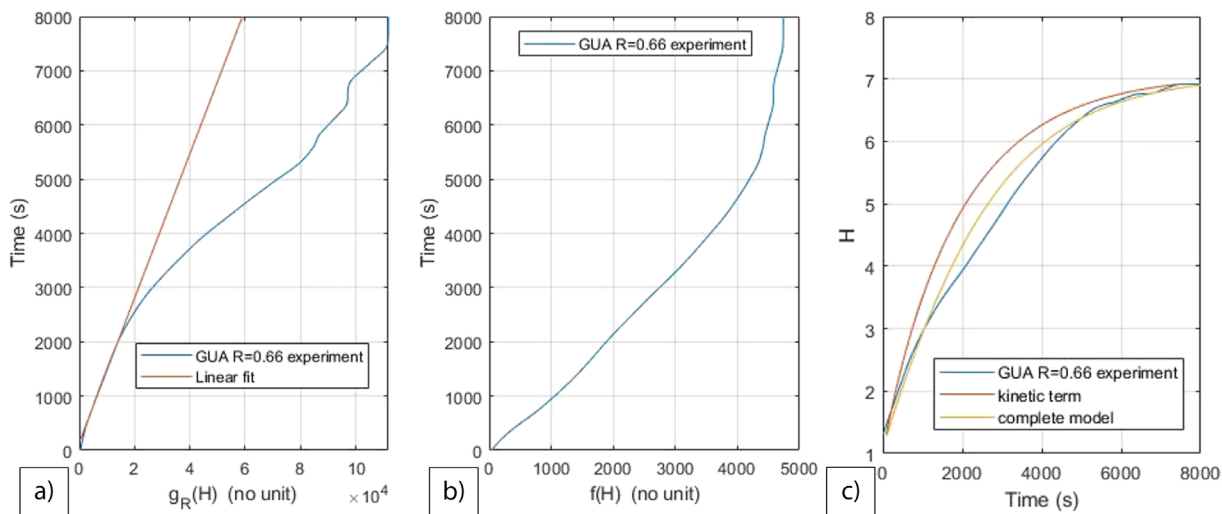 8000
7000
6000
5000
4000
3000
2000
1000
0
Time (s)
GUA R=0.66 experiment
Linear fit
0 2 4 6 8 10
×10^4
g_R(H) (no unit)
a)
8000
7000
6000
5000
4000
3000
2000
1000
0
Time (s)
GUA R=0.66 experiment
0 1000 2000 3000 4000 5000
f(H) (no unit)
b)
8
7
6
5
4
3
2
1
H
GUA R=0.66 experiment
kinetic term
complete model
0 2000 4000 6000 8000
Time (s)
c)